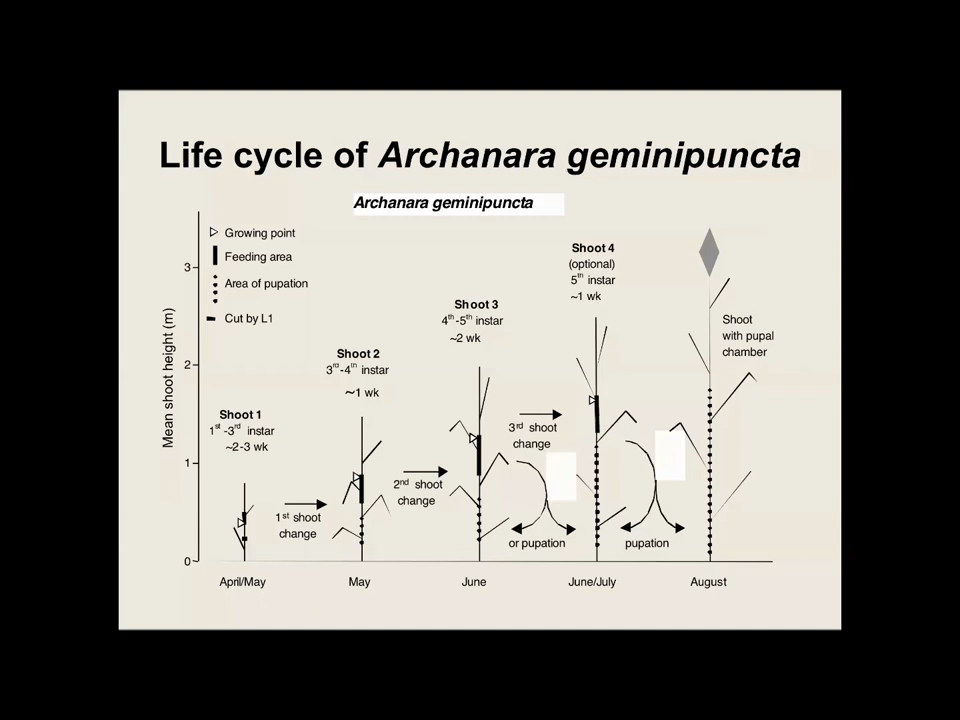 Life cycle of Archanara geminipuncta
Archanara geminipuncta
Growing point
Feeding area
Area of pupation
Cut by L1
Mean shoot height (m)
3
2
1
0
Shoot 1
1st -3rd instar
~2-3 wk
Shoot 2
3rd-4th instar
~1 wk
Shoot 3
4th-5th instar
~2 wk
Shoot 4
(optional)
5th instar
~1 wk
Shoot
with pupal
chamber
1st shoot
change
2nd shoot
change
3rd shoot
change
or pupation
pupation
April/May
May
June
June/July
August